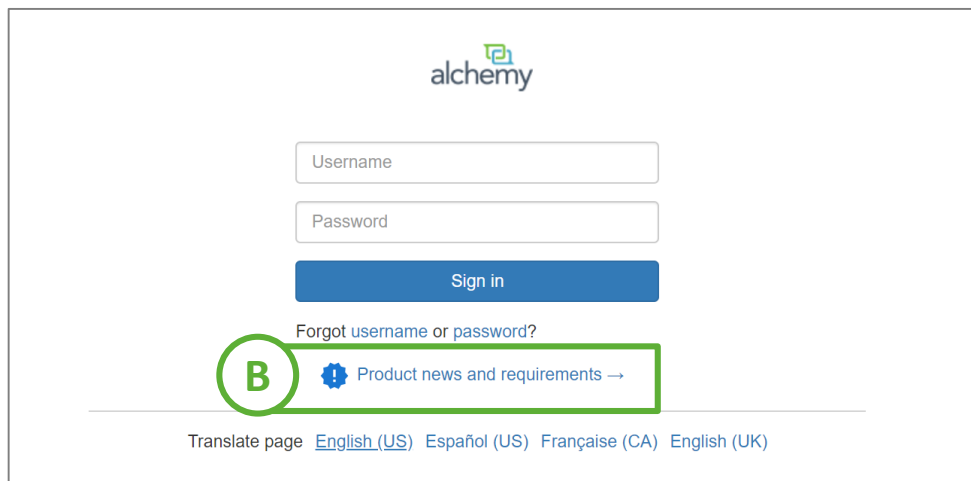 alchemy
Username
Password
Sign in
Forgot username or password?
B Product news and requirements →
Translate page English (US) Español (US) Française (CA) English (UK)